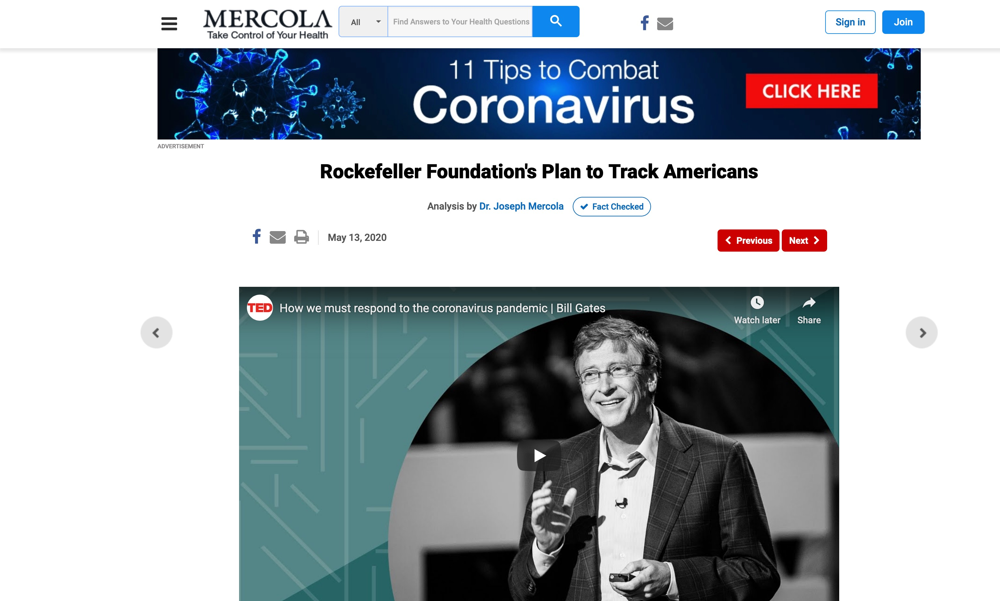 MERCOLA
Take Control of Your Health
All
Find Answers to Your Health Questions
Sign in
Join
11 Tips to Combat
Coronavirus
CLICK HERE
ADVERTISEMENT
Rockefeller Foundation's Plan to Track Americans
Analysis by Dr. Joseph Mercola
Fact Checked
May 13, 2020
Previous
Next
TED
How we must respond to the coronavirus pandemic | Bill Gates
Watch later
Share